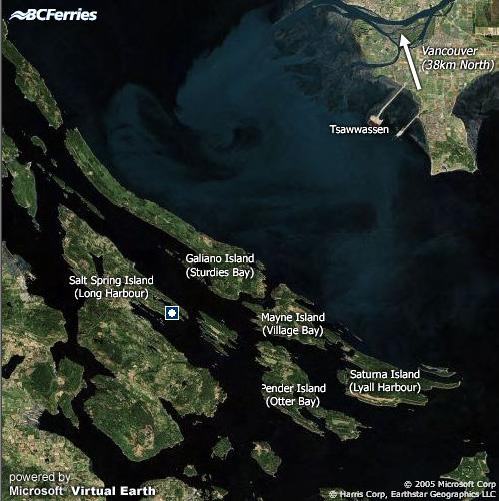 BCFerries
Vancouver
(38km North)
Tsawwassen
Galiano Island
(Sturdies Bay)
Salt Spring Island
(Long Harbour)
Mayne Island
(Village Bay)
Saturna Island
(Lyall Harbour)
Pender Island
(Otter Bay)
powered by
Microsoft Virtual Earth
© 2005 Microsoft Corp
© Harris Corp, Earthstar Geographics LLC